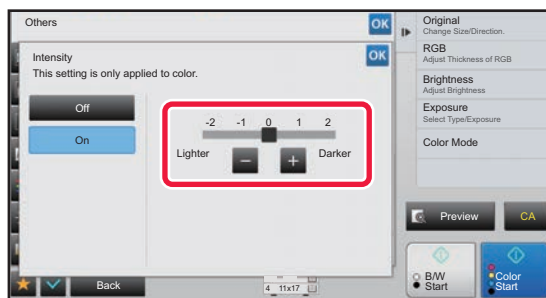 Others
OK
Intensity
OK
This setting is only applied to color.
Off
On
-2 -1 0 1 2
Lighter
Darker
Back
4 11x17
Original
Change Size/Direction.
RGB
Adjust Thickness of RGB
Brightness
Adjust Brightness
Exposure
Select Type/Exposure
Color Mode
Preview
CA
B/W
Start
Color
Start